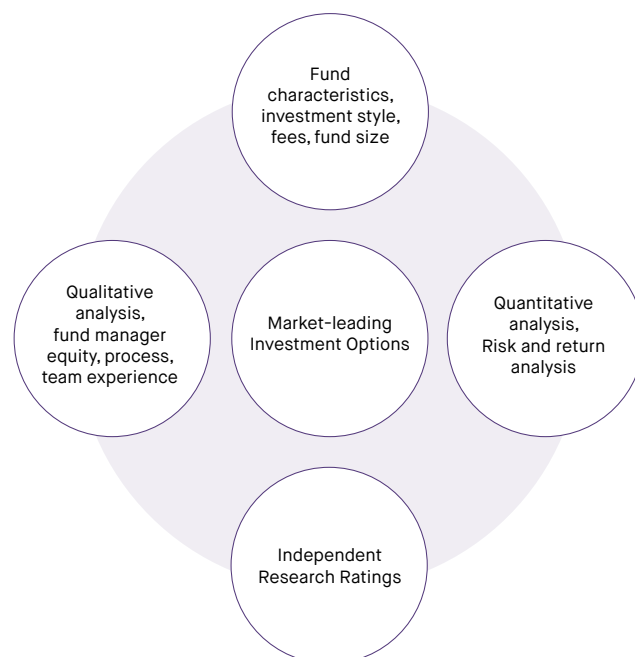 Fund
characteristics,
investment style,
fees, fund size
Qualitative
analysis,
fund manager
equity, process,
team experience
Market-leading
Investment Options
Quantitative
analysis,
Risk and return
analysis
Independent
Research Ratings